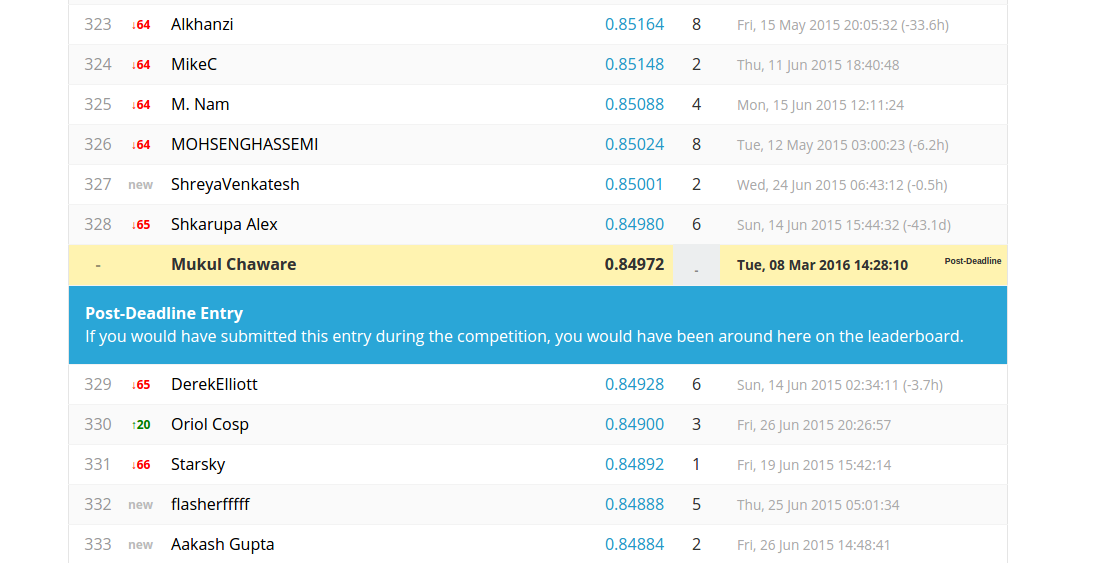 323 ↓64 Alkhanzi 0.85164 8 Fri, 15 May 2015 20:05:32 (-33.6h)
324 ↓64 MikeC 0.85148 2 Thu, 11 Jun 2015 18:40:48
325 ↓64 M. Nam 0.85088 4 Mon, 15 Jun 2015 12:11:24
326 ↓64 MOHSENGHASSEMI 0.85024 8 Tue, 12 May 2015 03:00:23 (-6.2h)
327 new ShreyaVenkatesh 0.85001 2 Wed, 24 Jun 2015 06:43:12 (-0.5h)
328 ↓65 Shkarupa Alex 0.84980 6 Sun, 14 Jun 2015 15:44:32 (-43.1d)
- Mukul Chaware 0.84972 - Tue, 08 Mar 2016 14:28:10 Post-Deadline
Post-Deadline Entry
If you would have submitted this entry during the competition, you would have been around here on the leaderboard.
329 ↓65 DerekElliott 0.84928 6 Sun, 14 Jun 2015 02:34:11 (-3.7h)
330 ↑20 Oriol Cosp 0.84900 3 Fri, 26 Jun 2015 20:26:57
331 ↓66 Starsky 0.84892 1 Fri, 19 Jun 2015 15:42:14
332 new flasherfffff 0.84888 5 Thu, 25 Jun 2015 05:01:34
333 new Aakash Gupta 0.84884 2 Fri, 26 Jun 2015 14:48:41